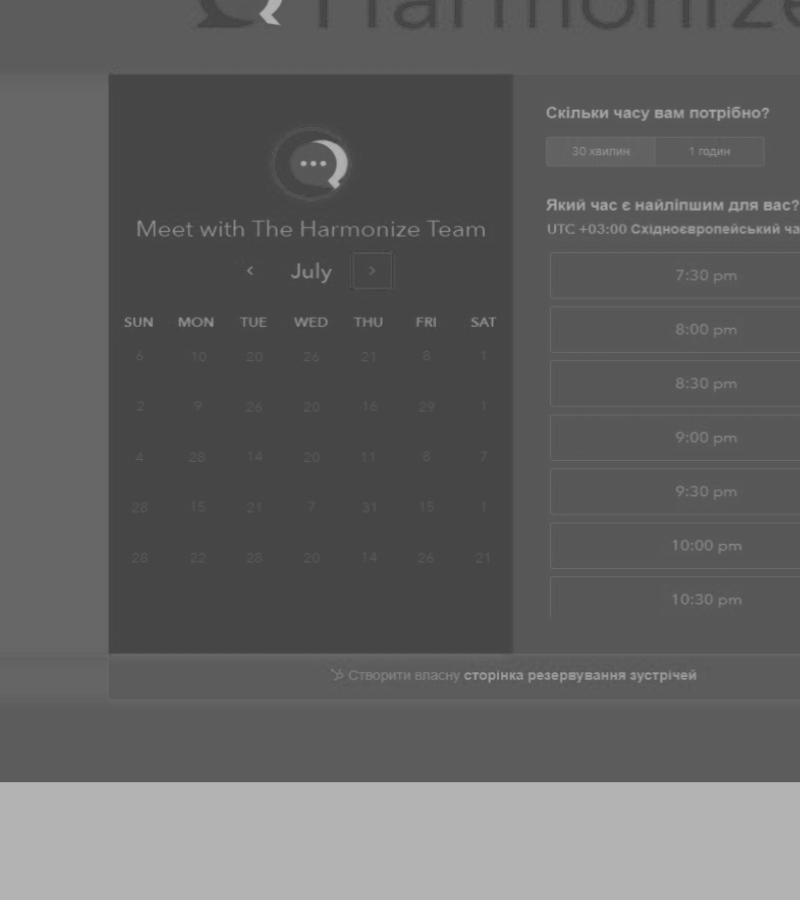 Harmonize
Meet with The Harmonize Team
‹ July ›
SUN MON TUE WED THU FRI SAT
6 10 20 26 21 8 1
2 9 26 20 16 29 1
4 28 14 20 11 8 7
28 15 21 7 31 15 1
28 22 28 20 14 26 21
Скільки часу вам потрібно?
30 хвилин 1 годин
Який час є найліпшим для вас?
UTC +03:00 Східноєвропейський ча
7:30 pm
8:00 pm
8:30 pm
9:00 pm
9:30 pm
10:00 pm
10:30 pm
Створити власну сторінка резервування зустрічей